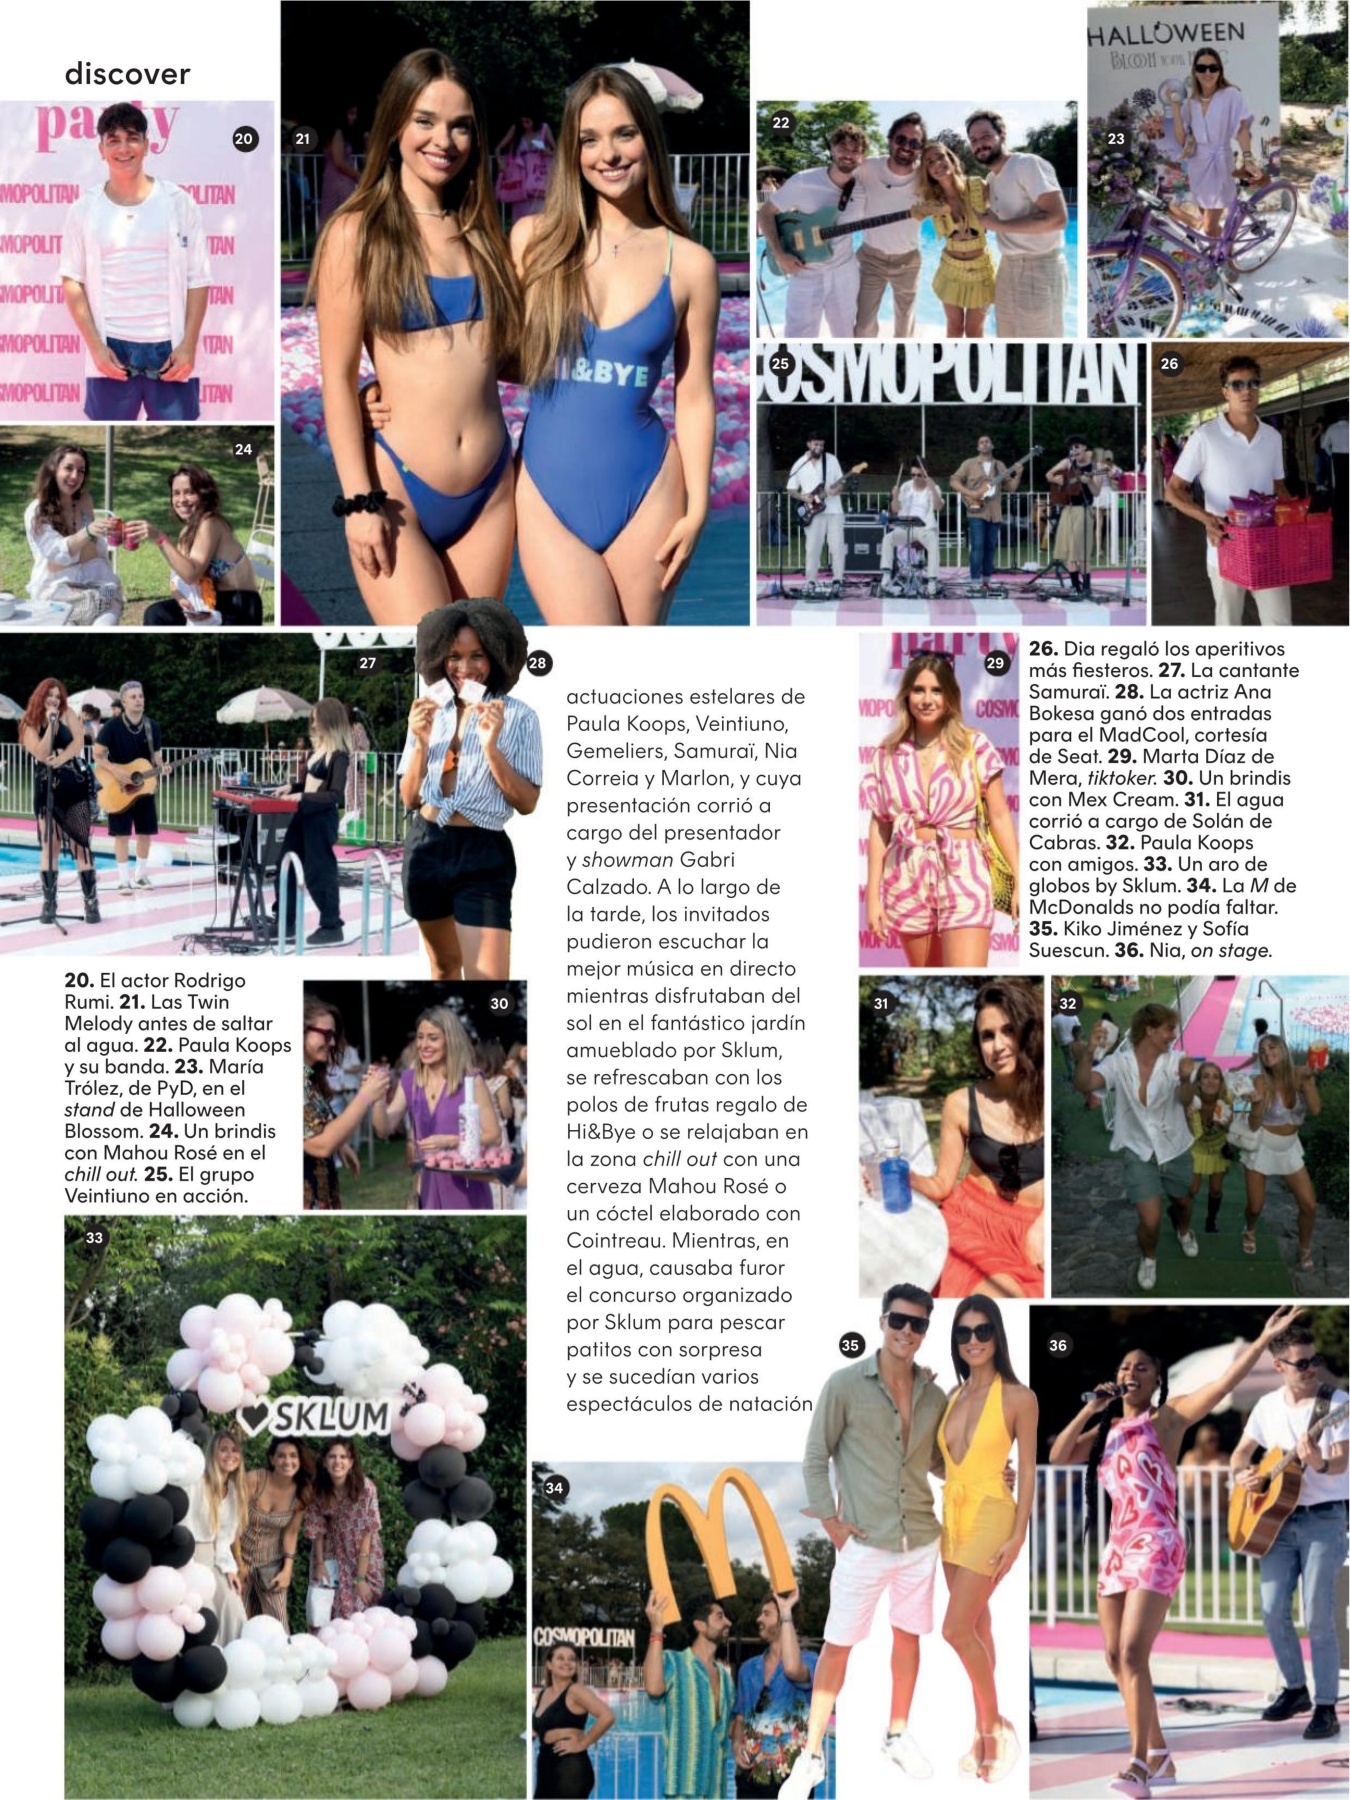 discover
party
20
21
22
HALLOWEEN
23
COSMOPOLITAN
&BYE
24
COSMOPOLITAN
25
26
27
28
actuaciones estelares de
Paula Koops, Veintiuno,
Gemeliers, Samuraï, Nia
Correia y Marlon, y cuya
presentación corrió a
cargo del presentador
y showman Gabri
Calzado. A lo largo de
la tarde, los invitados
pudieron escuchar la
mejor música en directo
mientras disfrutaban del
sol en el fantástico jardín
amueblado por Sklum,
se refrescaban con los
polos de frutas regalo de
Hi&Bye o se relajaban en
la zona chill out con una
cerveza Mahou Rosé o
un cóctel elaborado con
Cointreau. Mientras, en
el agua, causaba furor
el concurso organizado
por Sklum para pescar
patitos con sorpresa
y se sucedían varios
espectáculos de natación
party
29
26. Dia regaló los aperitivos
más fiesteros. 27. La cantante
Samuraï. 28. La actriz Ana
Bokesa ganó dos entradas
para el MadCool, cortesía
de Seat. 29. Marta Díaz de
Mera, tiktoker. 30. Un brindis
con Mex Cream. 31. El agua
corrió a cargo de Solán de
Cabras. 32. Paula Koops
con amigos. 33. Un aro de
globos by Sklum. 34. La M de
McDonalds no podía faltar.
35. Kiko Jiménez y Sofía
Suescun. 36. Nia, on stage.
20. El actor Rodrigo
Rumi. 21. Las Twin
Melody antes de saltar
al agua. 22. Paula Koops
y su banda. 23. María
Trólez, de PyD, en el
stand de Halloween
Blossom. 24. Un brindis
con Mahou Rosé en el
chill out. 25. El grupo
Veintiuno en acción.
30
31
32
33
SKLUM
34
COSMOPOLITAN
35
36